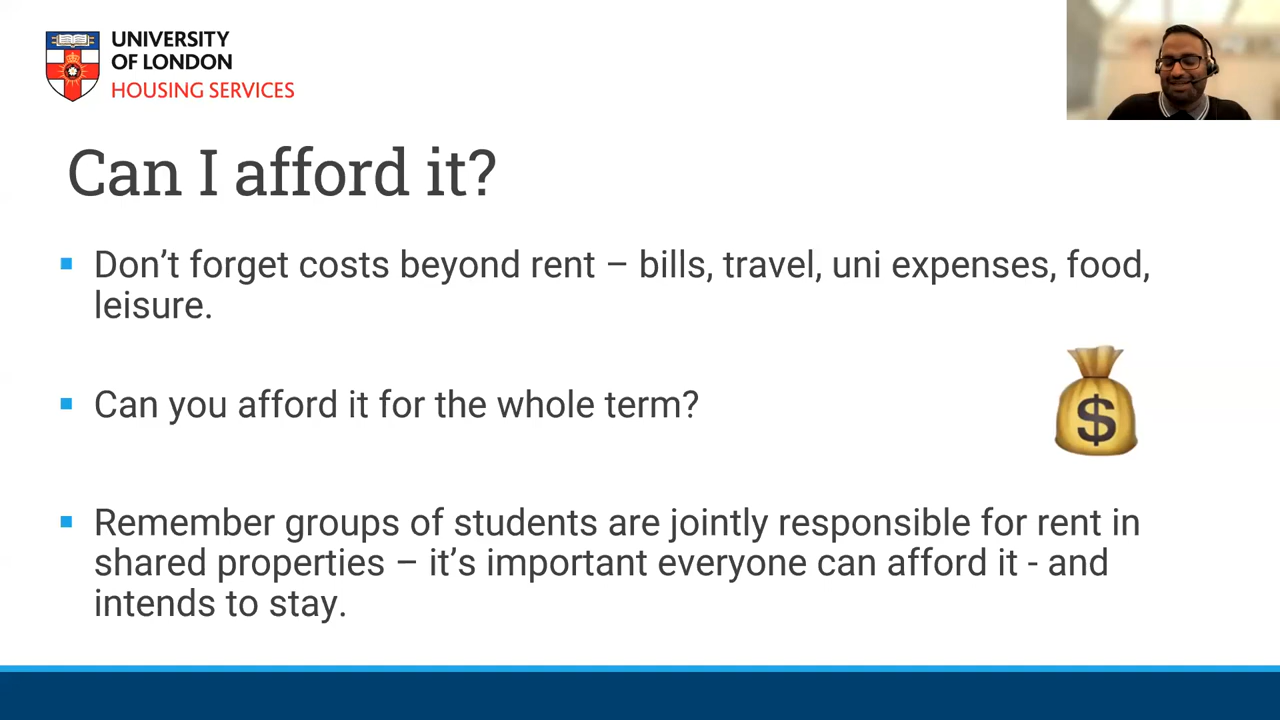 UNIVERSITY
OF LONDON
HOUSING SERVICES
Can I afford it?
Don’t forget costs beyond rent – bills, travel, uni expenses, food,
leisure.
Can you afford it for the whole term?
$
Remember groups of students are jointly responsible for rent in
shared properties – it’s important everyone can afford it - and
intends to stay.